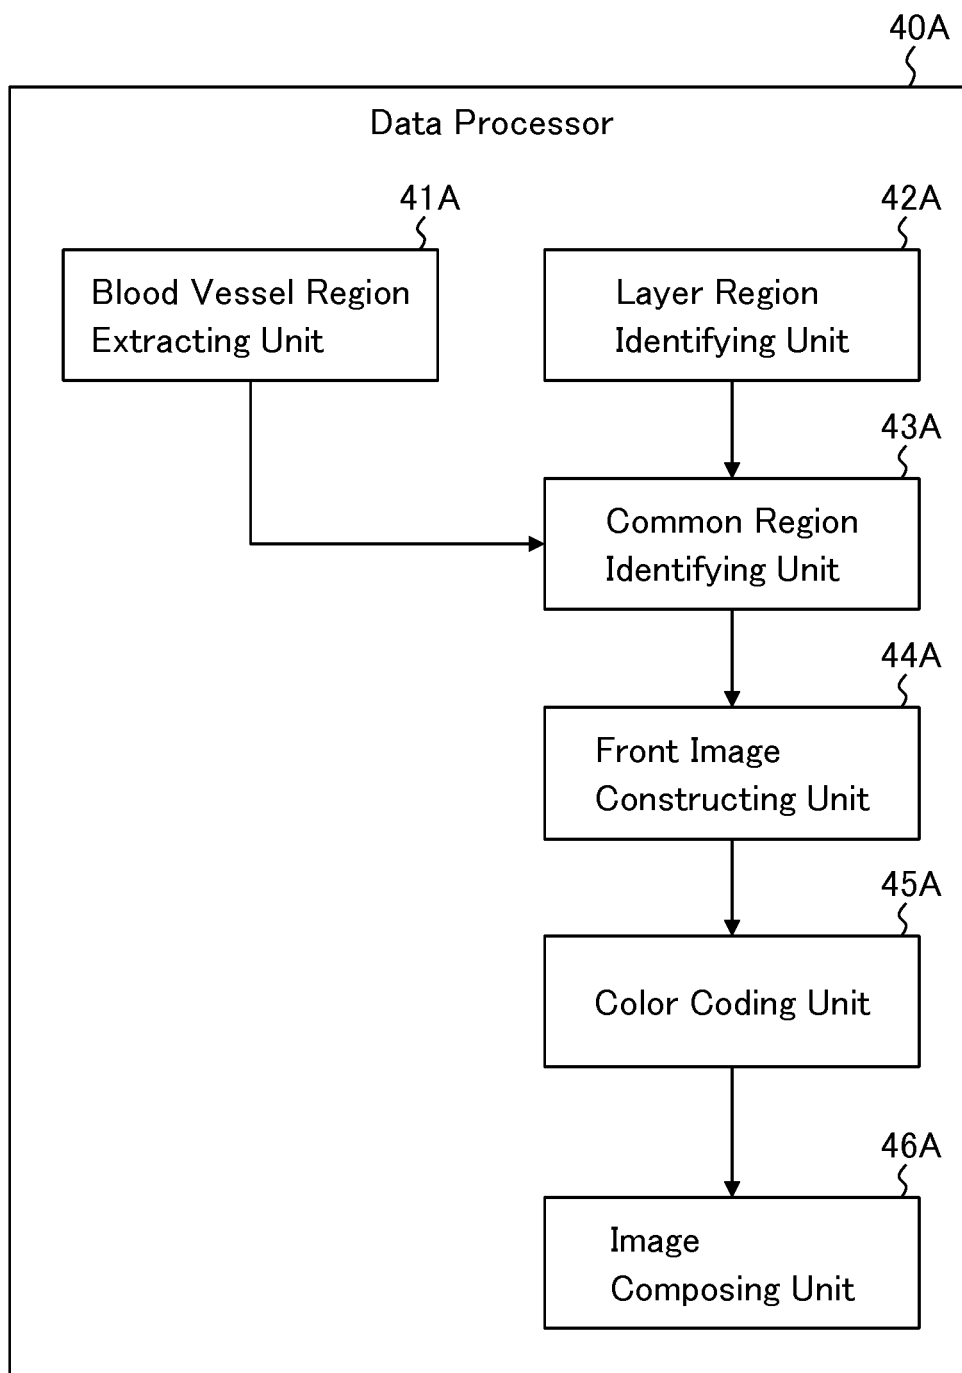 40A
Data Processor
41A
Blood Vessel Region
Extracting Unit
42A
Layer Region
Identifying Unit
43A
Common Region
Identifying Unit
44A
Front Image
Constructing Unit
45A
Color Coding Unit
46A
Image
Composing Unit